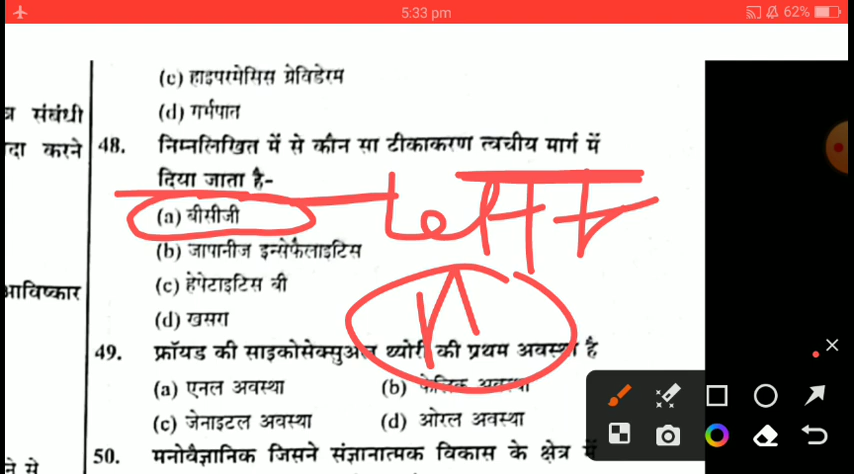 5:33 pm
62%
(c) हाइपरमेसिस ग्रेविडेरम
त्र संबंधी
(d) गर्भपात
दा करने
48. निम्नलिखित में से कौन सा टीकाकरण त्वचीय मार्ग में
दिया जाता है-
(a) बीसीजी
(b) जापानीज इन्सेफैलाइटिस
आविष्कार
(c) हेपेटाइटिस बी
(d) खसरा
49. फ्रॉयड की साइकोसेक्सुअल थ्योरी की प्रथम अवस्था है
(a) एनल अवस्था
(b) फेलिक अवस्था
(c) जेनाइटल अवस्था
(d) ओरल अवस्था
ने से
50. मनोवैज्ञानिक जिसने संज्ञानात्मक विकास के क्षेत्र में